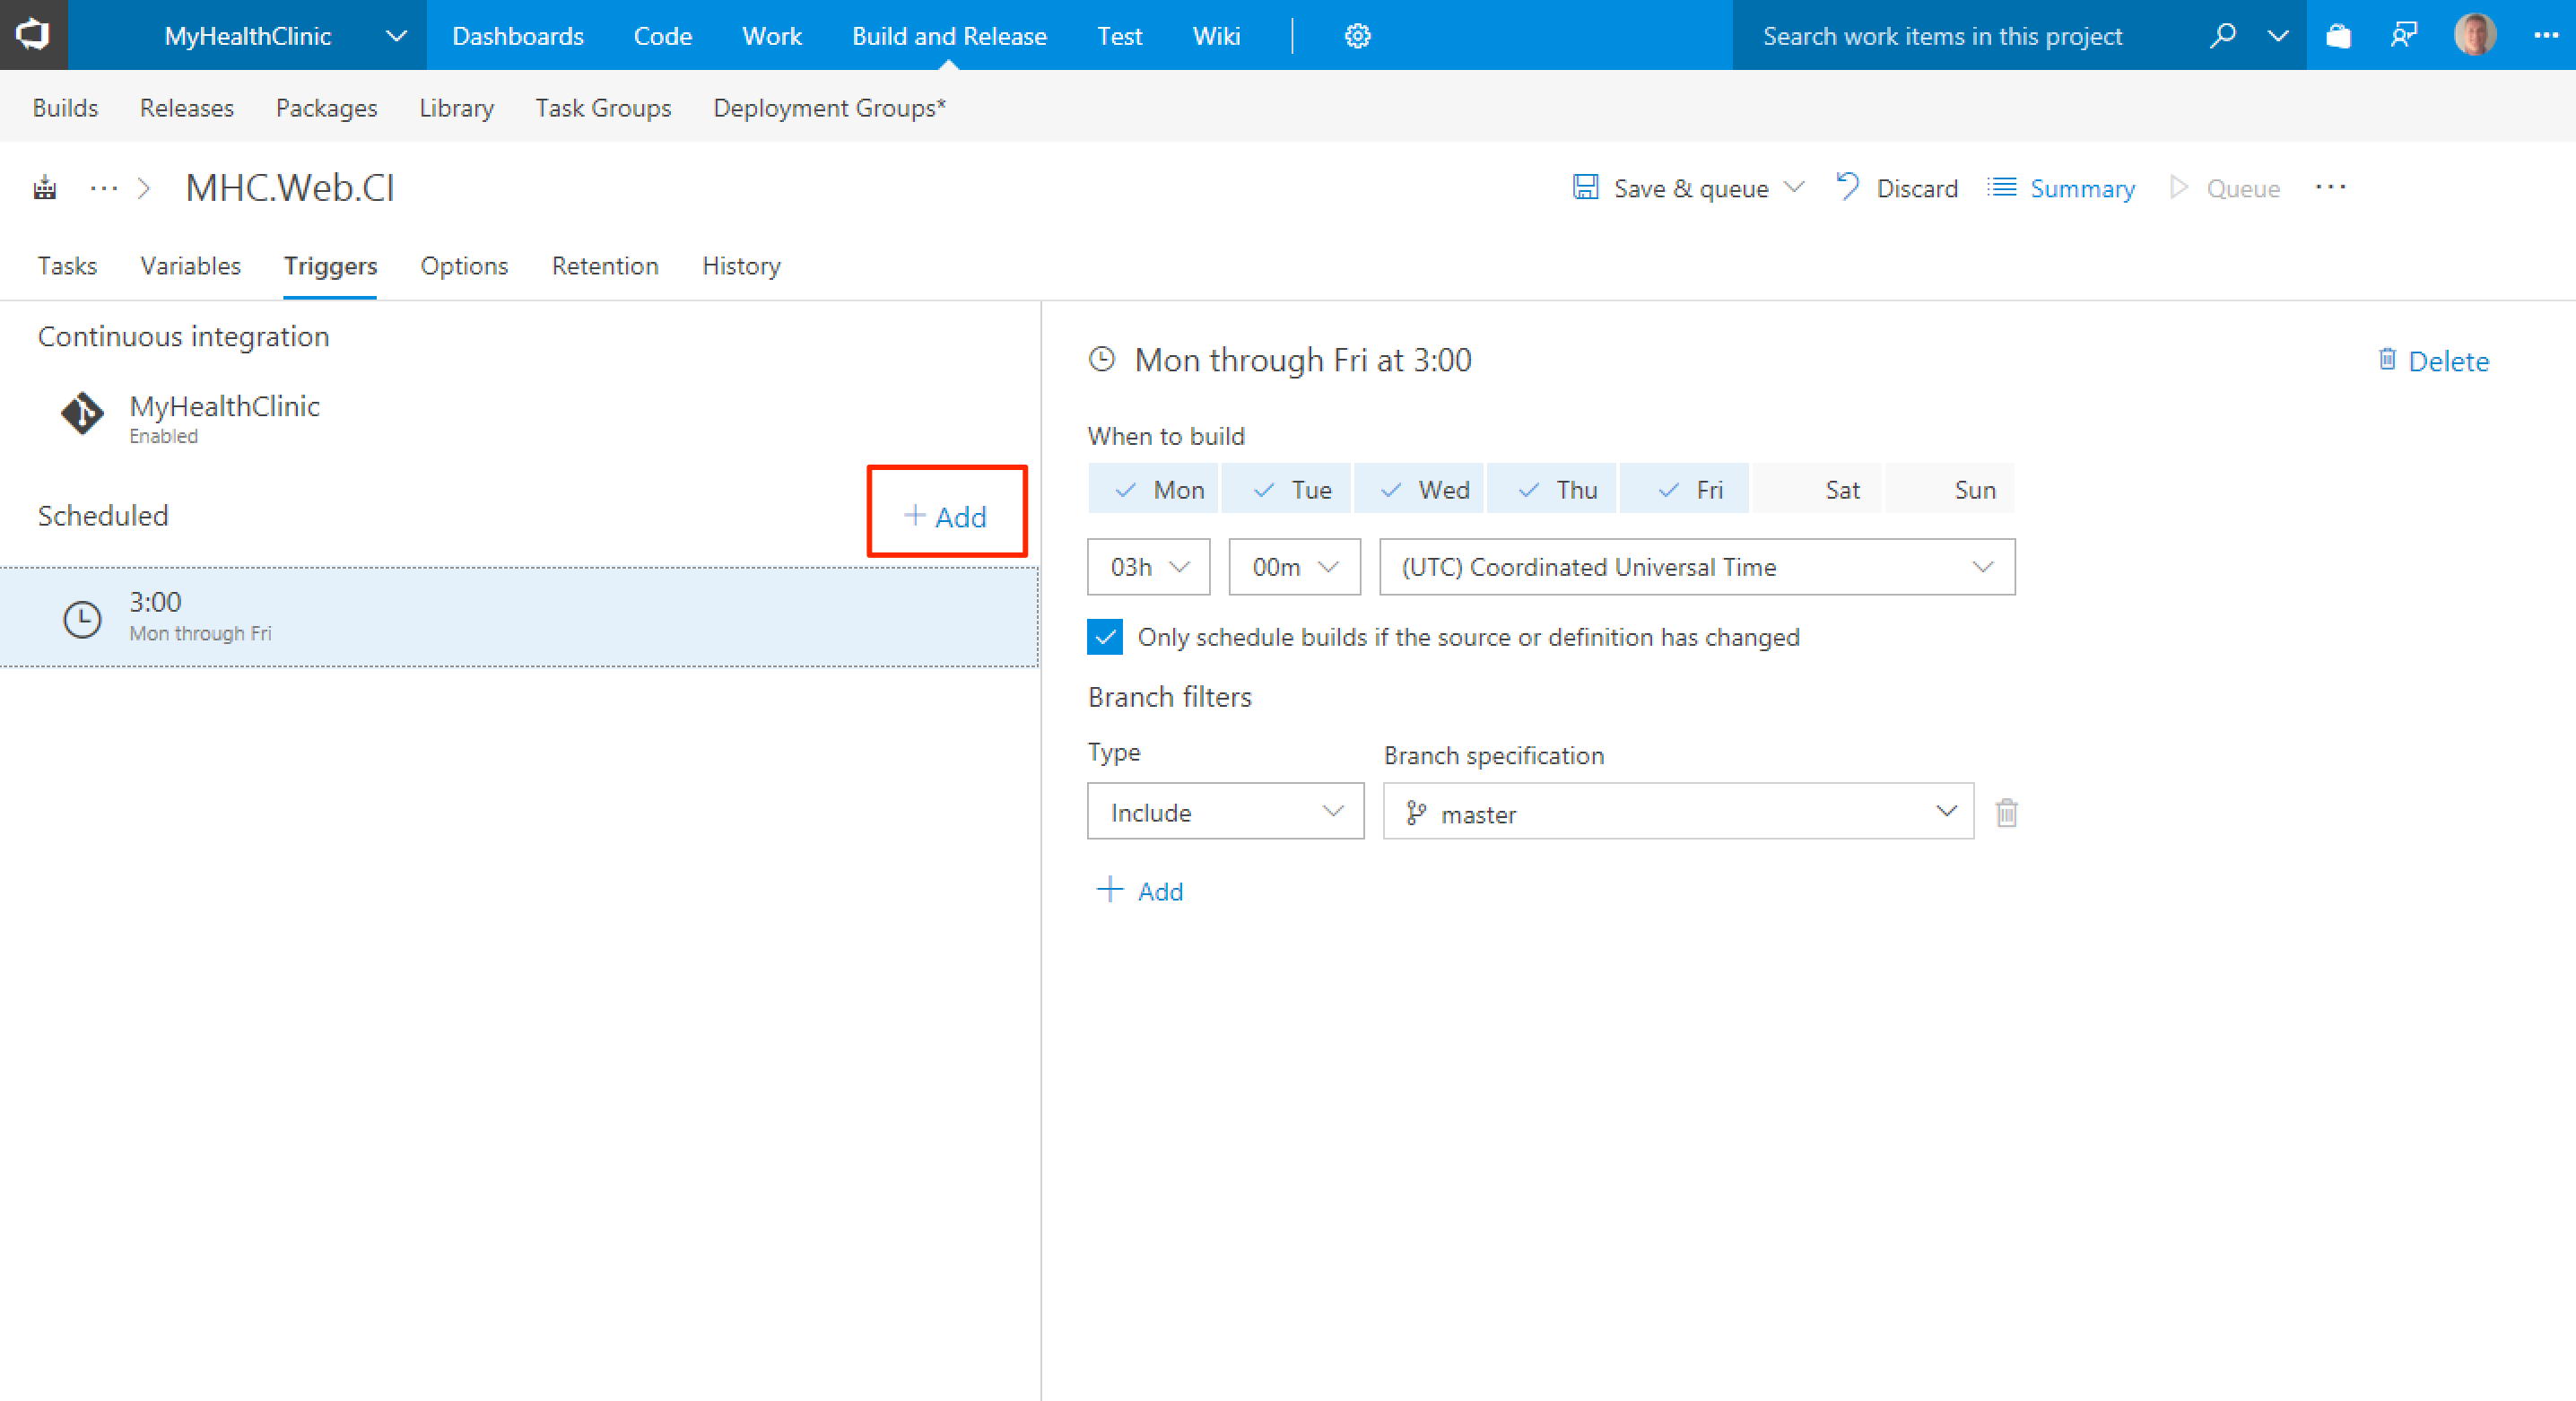 MyHealthClinic Dashboards Code Work Build and Release Test Wiki Search work items in this project
Builds Releases Packages Library Task Groups Deployment Groups*
... > MHC.Web.CI Save & queue Discard Summary Queue ...
Tasks Variables Triggers Options Retention History
Continuous integration
MyHealthClinic
Enabled
Scheduled
+ Add
3:00
Mon through Fri
Mon through Fri at 3:00 Delete
When to build
Mon Tue Wed Thu Fri Sat Sun
03h 00m (UTC) Coordinated Universal Time
Only schedule builds if the source or definition has changed
Branch filters
Type Branch specification
Include master
+ Add